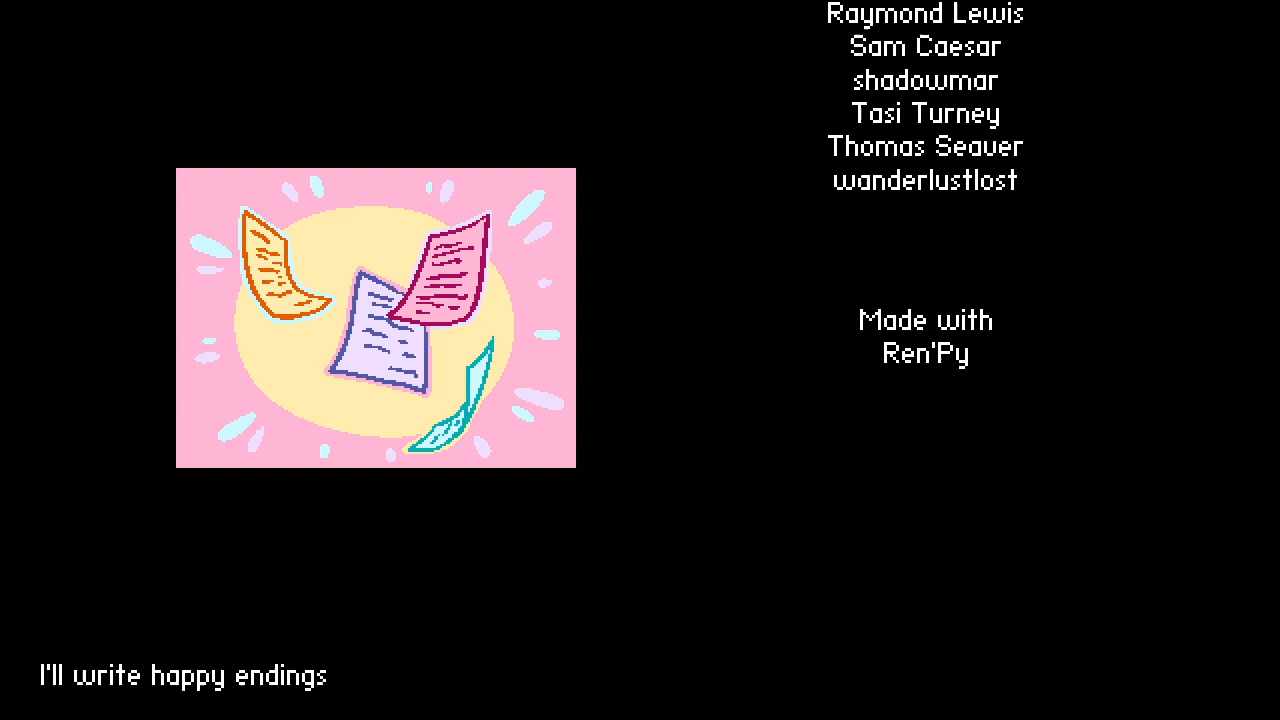 Raymond Lewis
Sam Caesar
shadowmar
Tasi Turney
Thomas Seaver
wanderlustlost
Made with
Ren'Py
I'll write happy endings